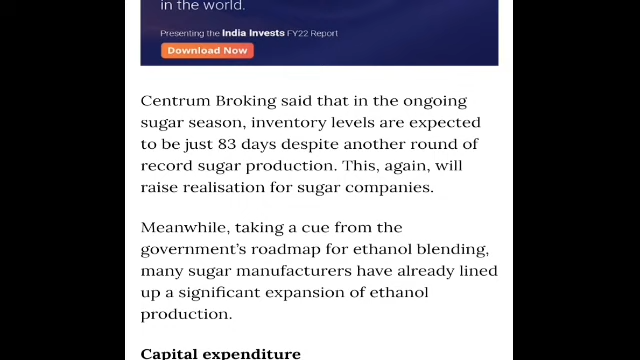 in the world.
Presenting the India Invests FY22 Report
Download Now
Centrum Broking said that in the ongoing
sugar season, inventory levels are expected
to be just 83 days despite another round of
record sugar production. This, again, will
raise realisation for sugar companies.
Meanwhile, taking a cue from the
government's roadmap for ethanol blending,
many sugar manufacturers have already lined
up a significant expansion of ethanol
production.
Capital expenditure